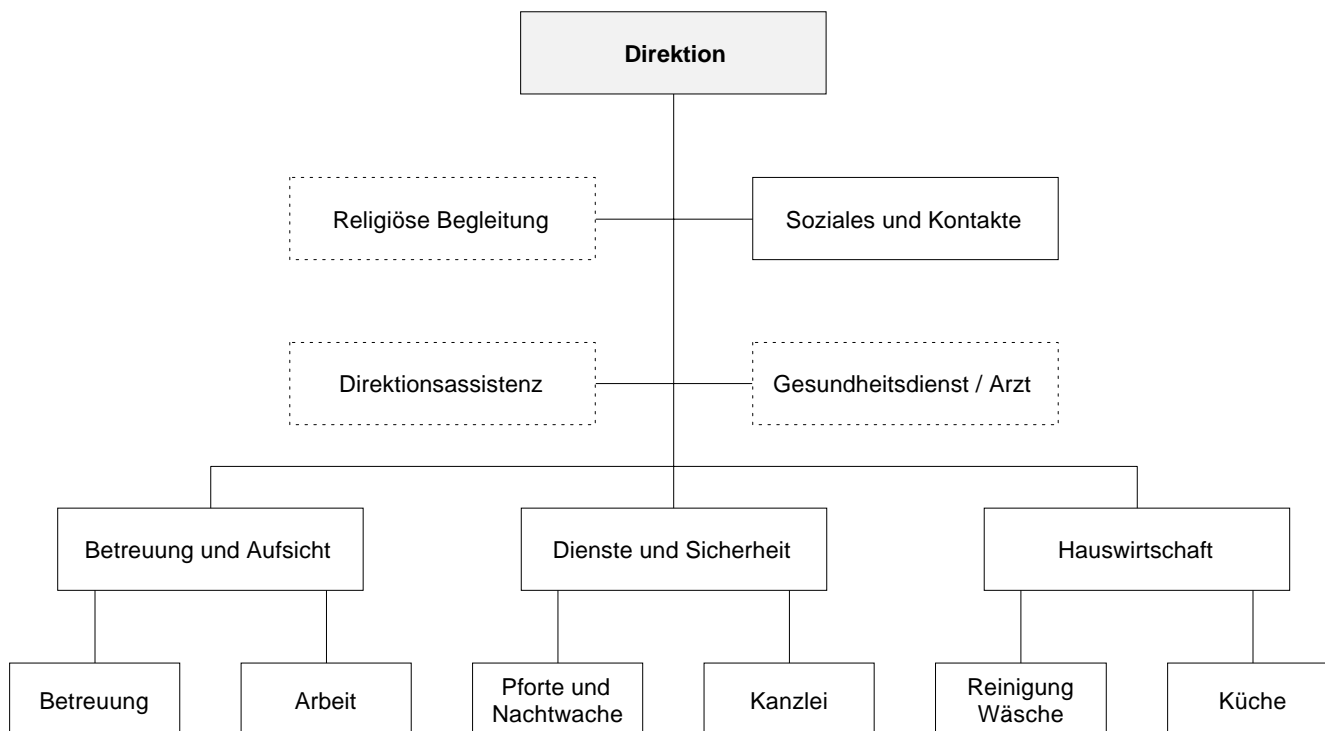 Direktion
Religiöse Begleitung
Soziales und Kontakte
Direktionsassistenz
Gesundheitsdienst / Arzt
Betreuung und Aufsicht
Dienste und Sicherheit
Hauswirtschaft
Betreuung
Arbeit
Pforte und
Nachtwache
Kanzlei
Reinigung
Wäsche
Küche